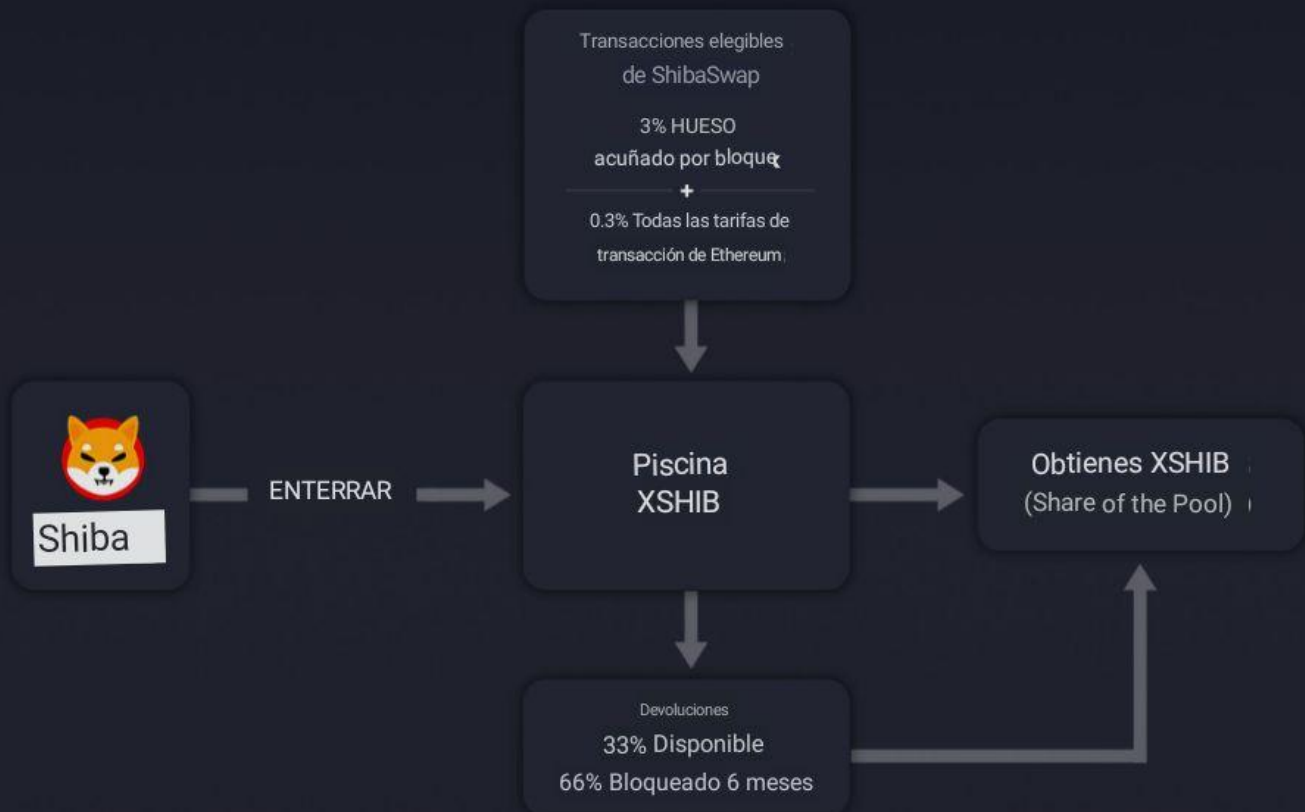 Transacciones elegibles
de ShibaSwap
3% HUESO
acuñado por bloque
+
0.3% Todas las tarifas de
transacción de Ethereum
Shiba
ENTERRAR
Piscina
XSHIB
Obtienes XSHIB
(Share of the Pool)
Devoluciones
33% Disponible
66% Bloqueado 6 meses